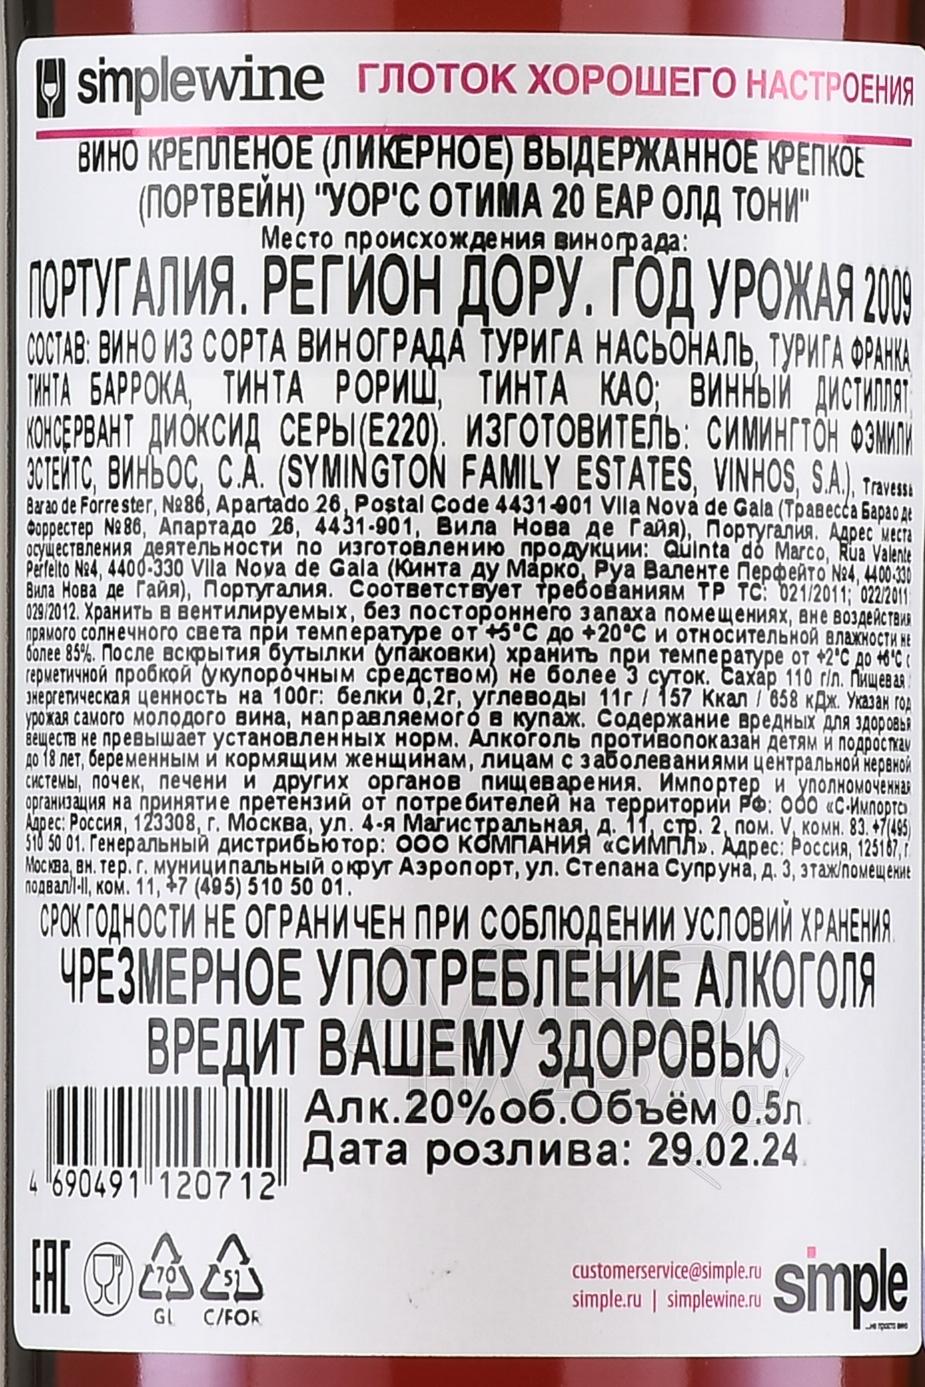 simplewine ГЛОТОК ХОРОШЕГО НАСТРОЕНИЯ
ВИНО КРЕПЛЕНОЕ (ЛИКЕРНОЕ) ВЫДЕРЖАННОЕ КРЕПКОЕ
(ПОРТВЕЙН) "УОР'С ОТИМА 20 ЕАР ОЛД ТОНИ"
Место происхождения винограда:
ПОРТУГАЛИЯ. РЕГИОН ДОРУ. ГОД УРОЖАЯ 2009
СОСТАВ: ВИНО ИЗ СОРТА ВИНОГРАДА ТУРИГА НАСЬОНАЛЬ, ТУРИГА ФРАНКА,
ТИНТА БАРРОКА, ТИНТА РОРИШ, ТИНТА КАО; ВИННЫЙ ДИСТИЛЛЯТ,
КОНСЕРВАНТ ДИОКСИД СЕРЫ(Е220). ИЗГОТОВИТЕЛЬ: СИМИНГТОН ФЭМИЛИ
ЭСТЕЙТС, ВИНЬОС, С.А. (SYMINGTON FAMILY ESTATES, VINHOS, S.A.), Travessa
Barao de Forrester, №86, Apartado 26, Postal Code 4431-901 Vila Nova de Gaia (Травесса Барао де
Форрестер №86, Апартадо 26, 4431-901, Вила Нова де Гайя), Португалия. Адрес места
осуществления деятельности по изготовлению продукции: Quinta do Marco, Rua Valente
Perfeito №4, 4400-330 Vila Nova de Gaia (Кинта ду Марко, Руа Валенте Перфейто №4, 4400-330
Вила Нова де Гайя), Португалия. Соответствует требованиям ТР ТС: 021/2011; 022/2011
029/2012. Хранить в вентилируемых, без постороннего запаха помещениях, вне воздействия
прямого солнечного света при температуре от +5°С до +20°С и относительной влажности не
более 85%. После вскрытия бутылки (упаковки) хранить при температуре от +2°С до +6°С с
герметичной пробкой (укупорочным средством) не более 3 суток. Сахар 110 г/л. Пищевая
энергетическая ценность на 100г: белки 0,2г, углеводы 11г / 157 Ккал / 658 кДж. Указан год
урожая самого молодого вина, направляемого в купаж. Содержание вредных для здоровья
веществ не превышает установленных норм. Алкоголь противопоказан детям и подросткам
до 18 лет, беременным и кормящим женщинам, лицам с заболеваниями центральной нервной
системы, почек, печени и других органов пищеварения. Импортер и уполномоченная
организация на принятие претензий от потребителей на территории РФ: ООО «С-Импорт»
Адрес: Россия, 123308, г. Москва, ул. 4-я Магистральная, д. 11, стр. 2, пом. V, комн. 83. +7(495)
510 50 01. Генеральный дистрибьютор: ООО КОМПАНИЯ «СИМПЛ». Адрес: Россия, 125167, г.
Москва, вн. тер. г. муниципальный округ Аэропорт, ул. Степана Супруна, д. 3, этаж/помещение
подвал/I-II, ком. 11, +7 (495) 510 50 01.
СРОК ГОДНОСТИ НЕ ОГРАНИЧЕН ПРИ СОБЛЮДЕНИИ УСЛОВИЙ ХРАНЕНИЯ.
ЧРЕЗМЕРНОЕ УПОТРЕБЛЕНИЕ АЛКОГОЛЯ
ВРЕДИТ ВАШЕМУ ЗДОРОВЬЮ.
Алк.20%об.Объём 0.5л.
Дата розлива: 29.02.24
4 690491 120712
EAC
70 GL
51 C/FOR
customerservice@simple.ru
simple.ru | simplewine.ru
simple
...не просто вино